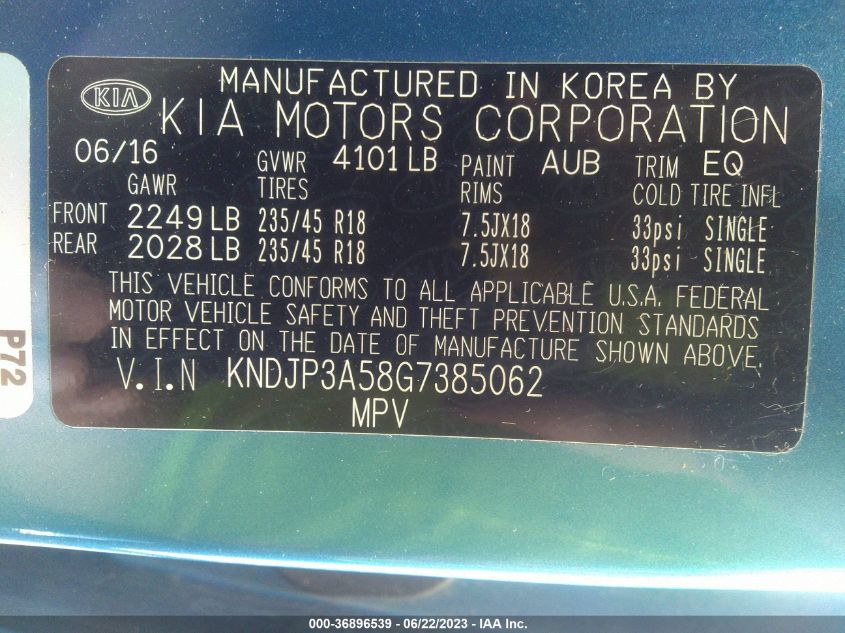 KIA MANUFACTURED IN KOREA BY
KIA MOTORS CORPORATION
06/16 GVWR 4101 LB PAINT AUB TRIM EQ
GAWR TIRES RIMS COLD TIRE INFL
FRONT 2249 LB 235/45 R18 7.5JX18 33psi SINGLE
REAR 2028 LB 235/45 R18 7.5JX18 33psi SINGLE
THIS VEHICLE CONFORMS TO ALL APPLICABLE U.S.A. FEDERAL
MOTOR VEHICLE SAFETY AND THEFT PREVENTION STANDARDS
IN EFFECT ON THE DATE OF MANUFACTURE SHOWN ABOVE.
V.I.N KNDJP3A58G7385062
MPV
P72
000-36896539 - 06/22/2023 - IAA Inc.